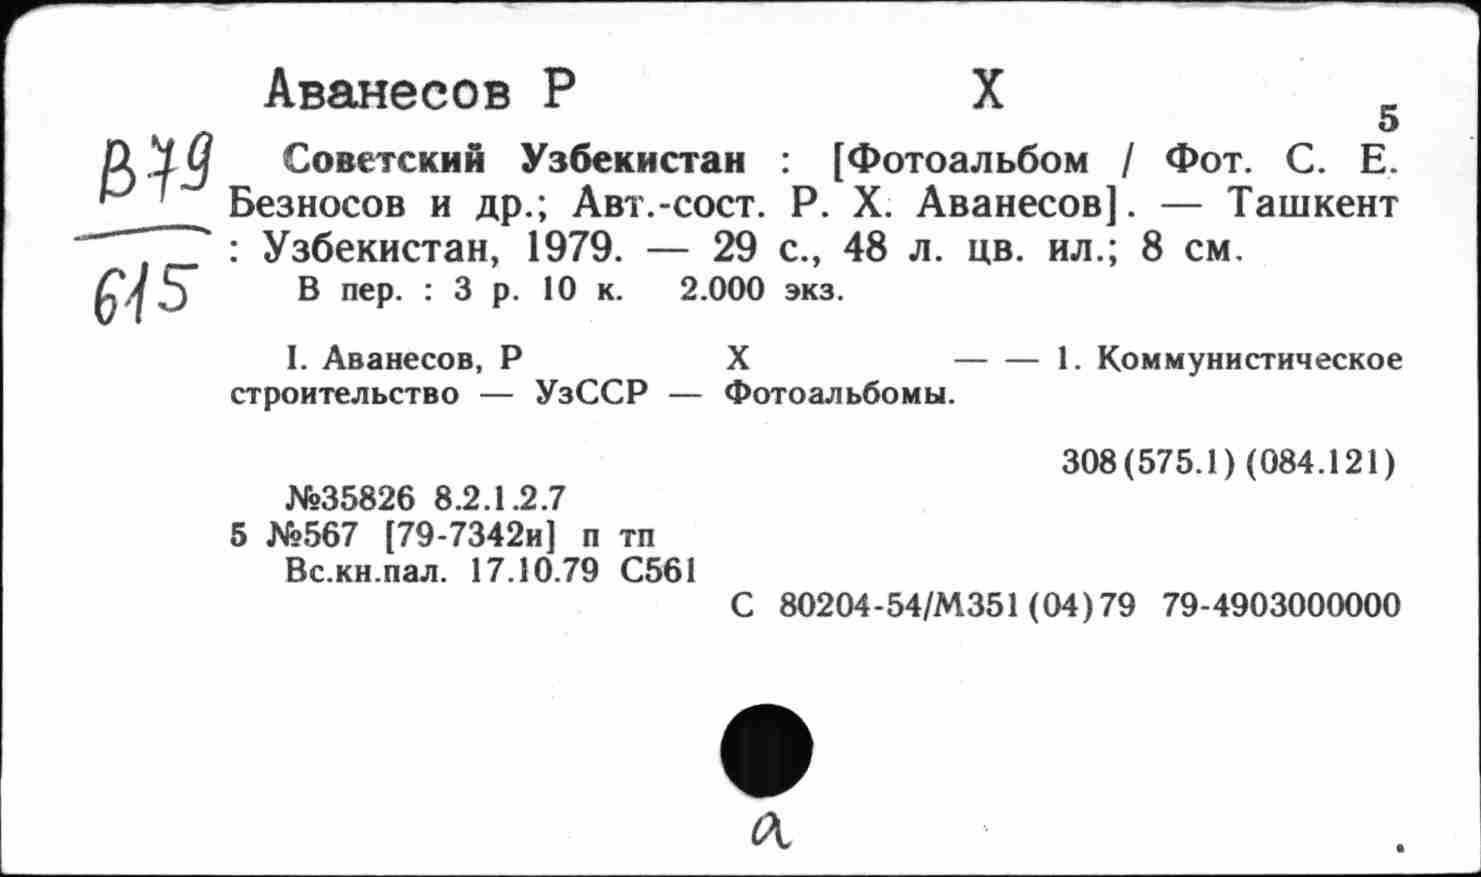 Аванесов Р Х
5
В79
Советский Узбекистан : [Фотоальбом / Фот. С. Е.
Безносов и др.; Авт.-сост. Р. Х. Аванесов]. — Ташкент
: Узбекистан, 1979. — 29 с., 48 л. цв. ил.; 8 см.
615
В пер. : 3 р. 10 к. 2.000 экз.
I. Аванесов, Р Х — — 1. Коммунистическое
строительство — УзССР — Фотоальбомы.
308(575.1)(084.121)
№35826 8.2.1.2.7
5 №567 [79-7342и] п тп
Вс.кн.пал. 17.10.79 С561
С 80204-54/М351(04)79 79-4903000000
а